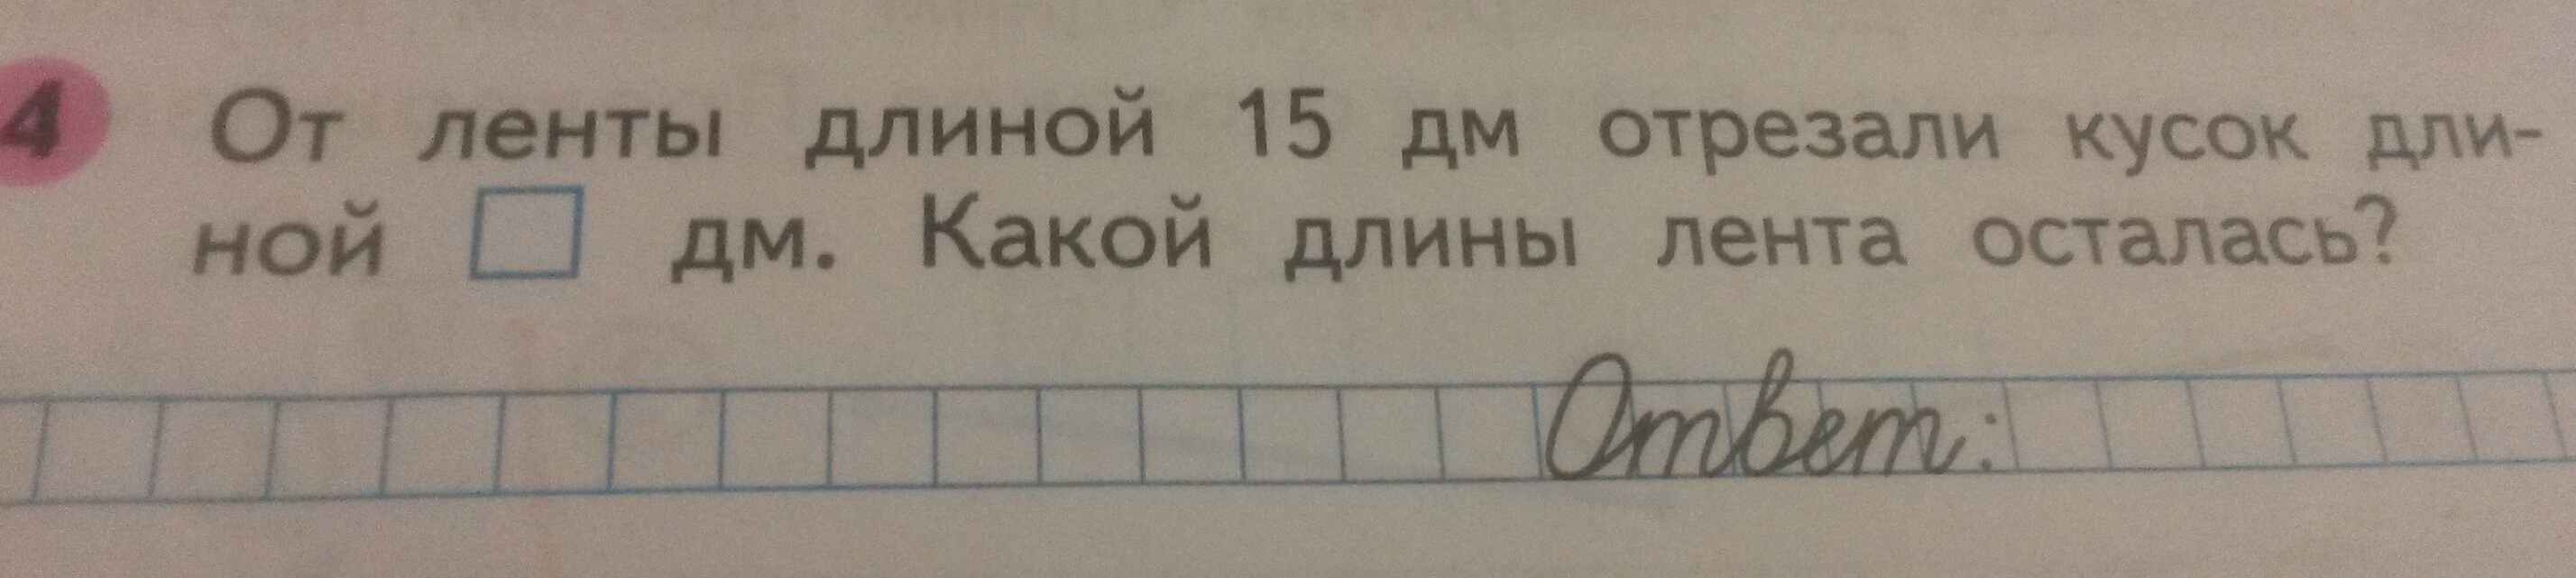 4 От ленты длиной 15 дм отрезали кусок дли-
ной дм. Какой длины лента осталась?
Ответ: